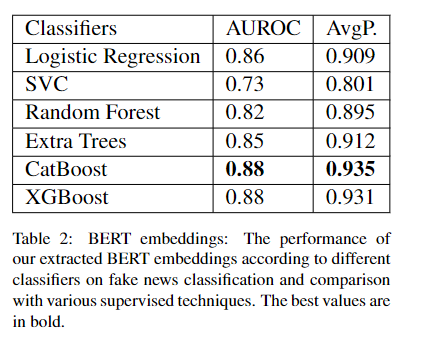 Classifiers AUROC AvgP.
Logistic Regression 0.86 0.909
SVC 0.73 0.801
Random Forest 0.82 0.895
Extra Trees 0.85 0.912
CatBoost 0.88 0.935
XGBoost 0.88 0.931
Table 2: BERT embeddings: The performance of
our extracted BERT embeddings according to different
classifiers on fake news classification and comparison
with various supervised techniques. The best values are
in bold.